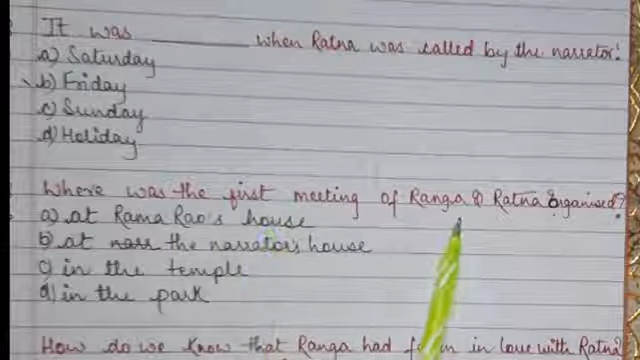 It was _______ when Ratna was called by the narrator!
a) Saturday
b) Friday
c) Sunday
d) Holiday
Where was the first meeting of Ranga & Ratna organised?
a) at Rama Rao's house
b) at narr the narrator's house
c) in the temple
d) in the park
How do we know that Ranga had in love with Ratna?